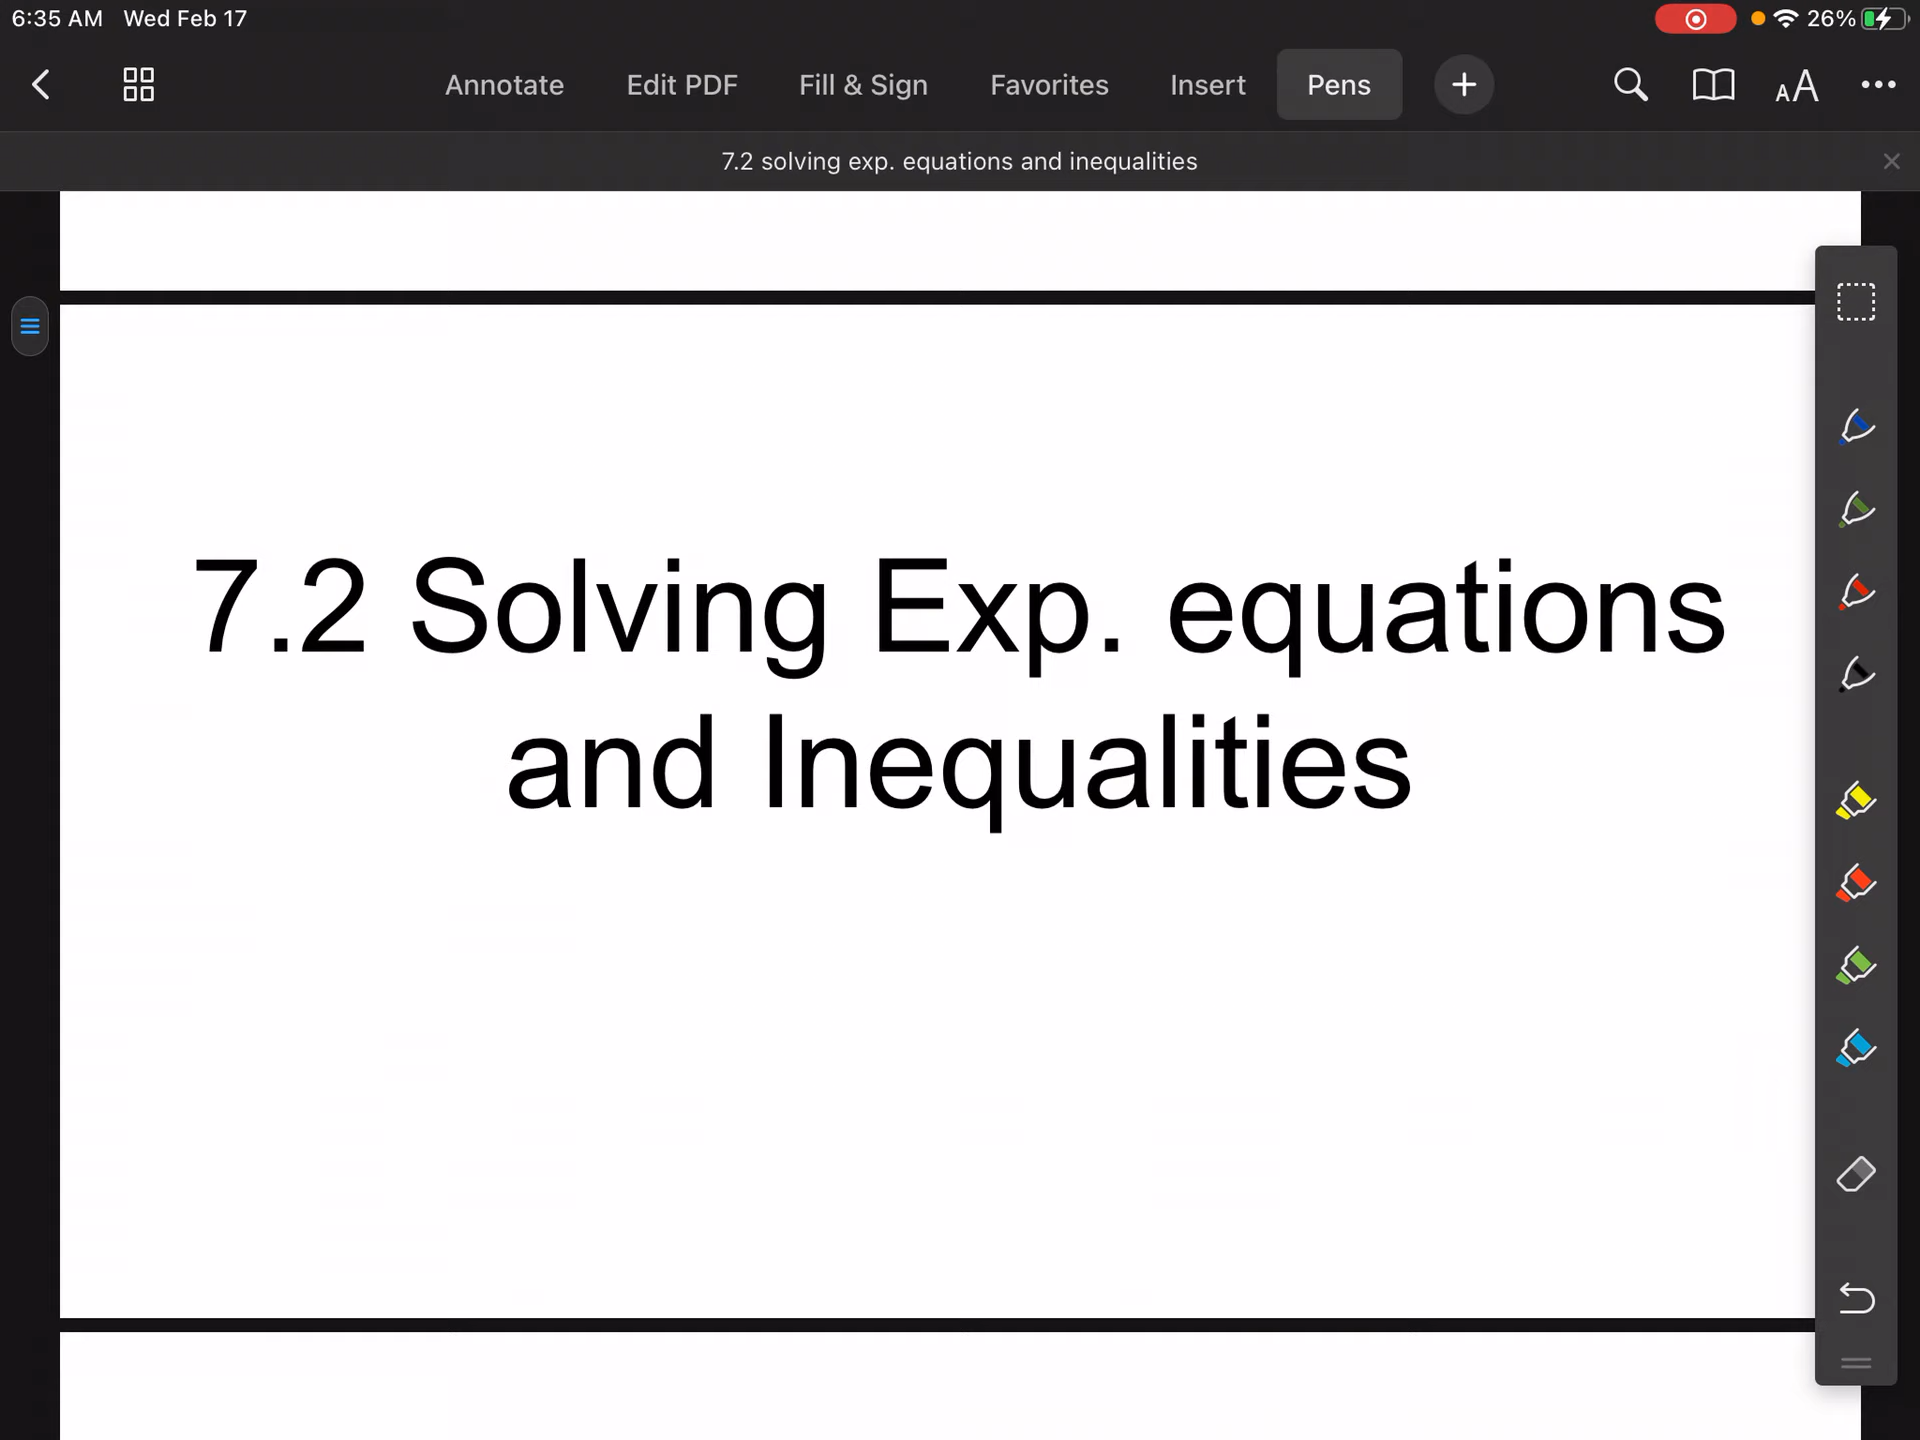 6:35 AM Wed Feb 17 26%
Annotate Edit PDF Fill & Sign Favorites Insert Pens + AA
7.2 solving exp. equations and inequalities
7.2 Solving Exp. equations
and Inequalities